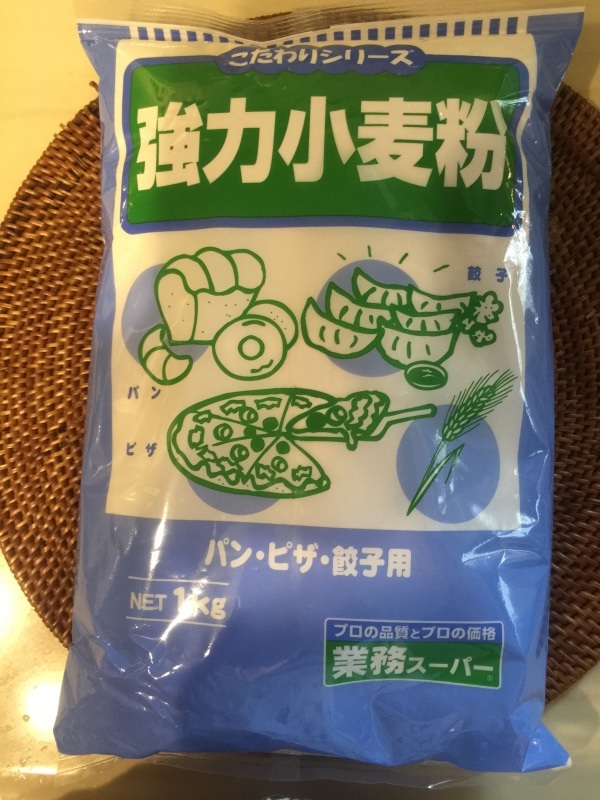 こだわりシリーズ
強力小麦粉
餃子
パン
ピザ
パン・ピザ・餃子用
NET 1kg
プロの品質とプロの価格
業務スーパー®